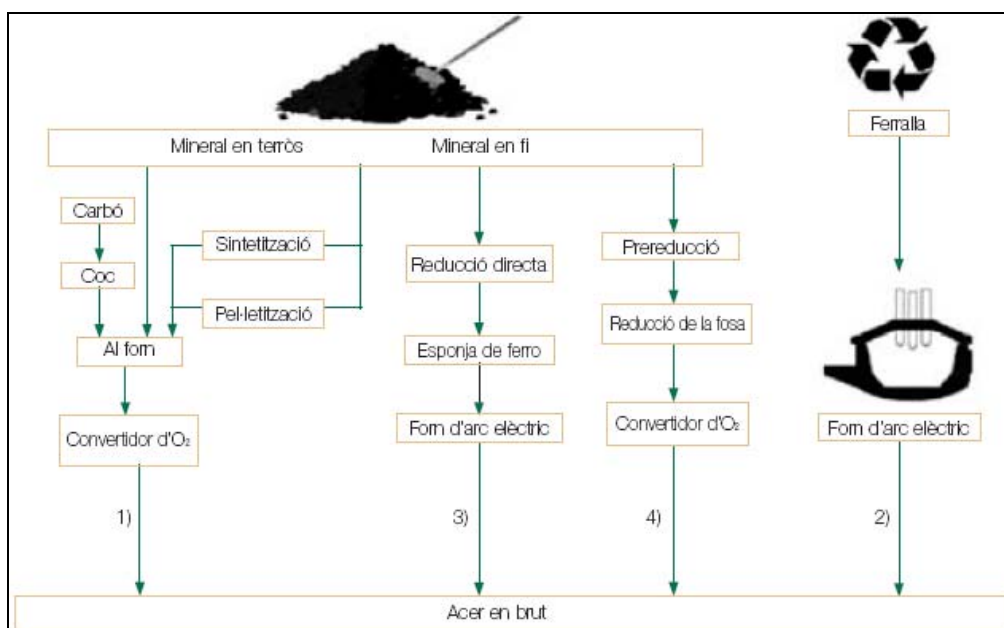 Ferralla
Mineral en terròs
Mineral en fi
Carbó
Sintetització
Prereducció
Reducció directa
Coc
Pel·letització
Reducció de la fosa
Al forn
Esponja de ferro
Convertidor d'O₂
Forn d'arc elèctric
Convertidor d'O₂
Forn d'arc elèctric
1)
3)
4)
2)
Acer en brut